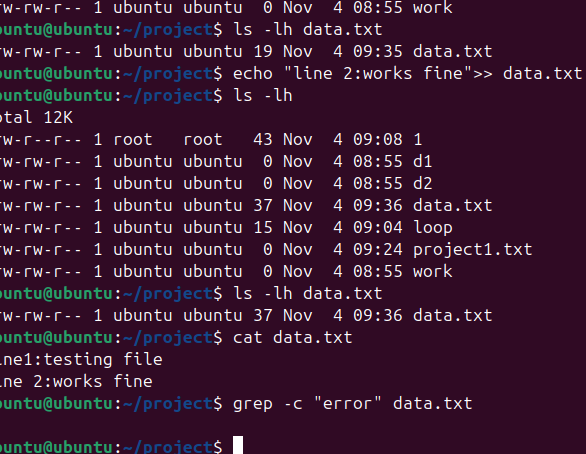 rw-rw-r-- 1 ubuntu ubuntu  0 Nov  4 08:55 work
buntu@ubuntu:~/project$ ls -lh data.txt
rw-rw-r-- 1 ubuntu ubuntu 19 Nov  4 09:35 data.txt
buntu@ubuntu:~/project$ echo "line 2:works fine">> data.txt
buntu@ubuntu:~/project$ ls -lh
otal 12K
rw-r--r-- 1 root   root   43 Nov  4 09:08 1
rw-rw-r-- 1 ubuntu ubuntu  0 Nov  4 08:55 d1
rw-rw-r-- 1 ubuntu ubuntu  0 Nov  4 08:55 d2
rw-rw-r-- 1 ubuntu ubuntu 37 Nov  4 09:36 data.txt
rw-rw-r-- 1 ubuntu ubuntu 15 Nov  4 09:04 loop
rw-rw-r-- 1 ubuntu ubuntu  0 Nov  4 09:24 project1.txt
rw-rw-r-- 1 ubuntu ubuntu  0 Nov  4 08:55 work
buntu@ubuntu:~/project$ ls -lh data.txt
rw-rw-r-- 1 ubuntu ubuntu 37 Nov  4 09:36 data.txt
buntu@ubuntu:~/project$ cat data.txt
ine1:testing file
ine 2:works fine
buntu@ubuntu:~/project$ grep -c "error" data.txt
buntu@ubuntu:~/project$